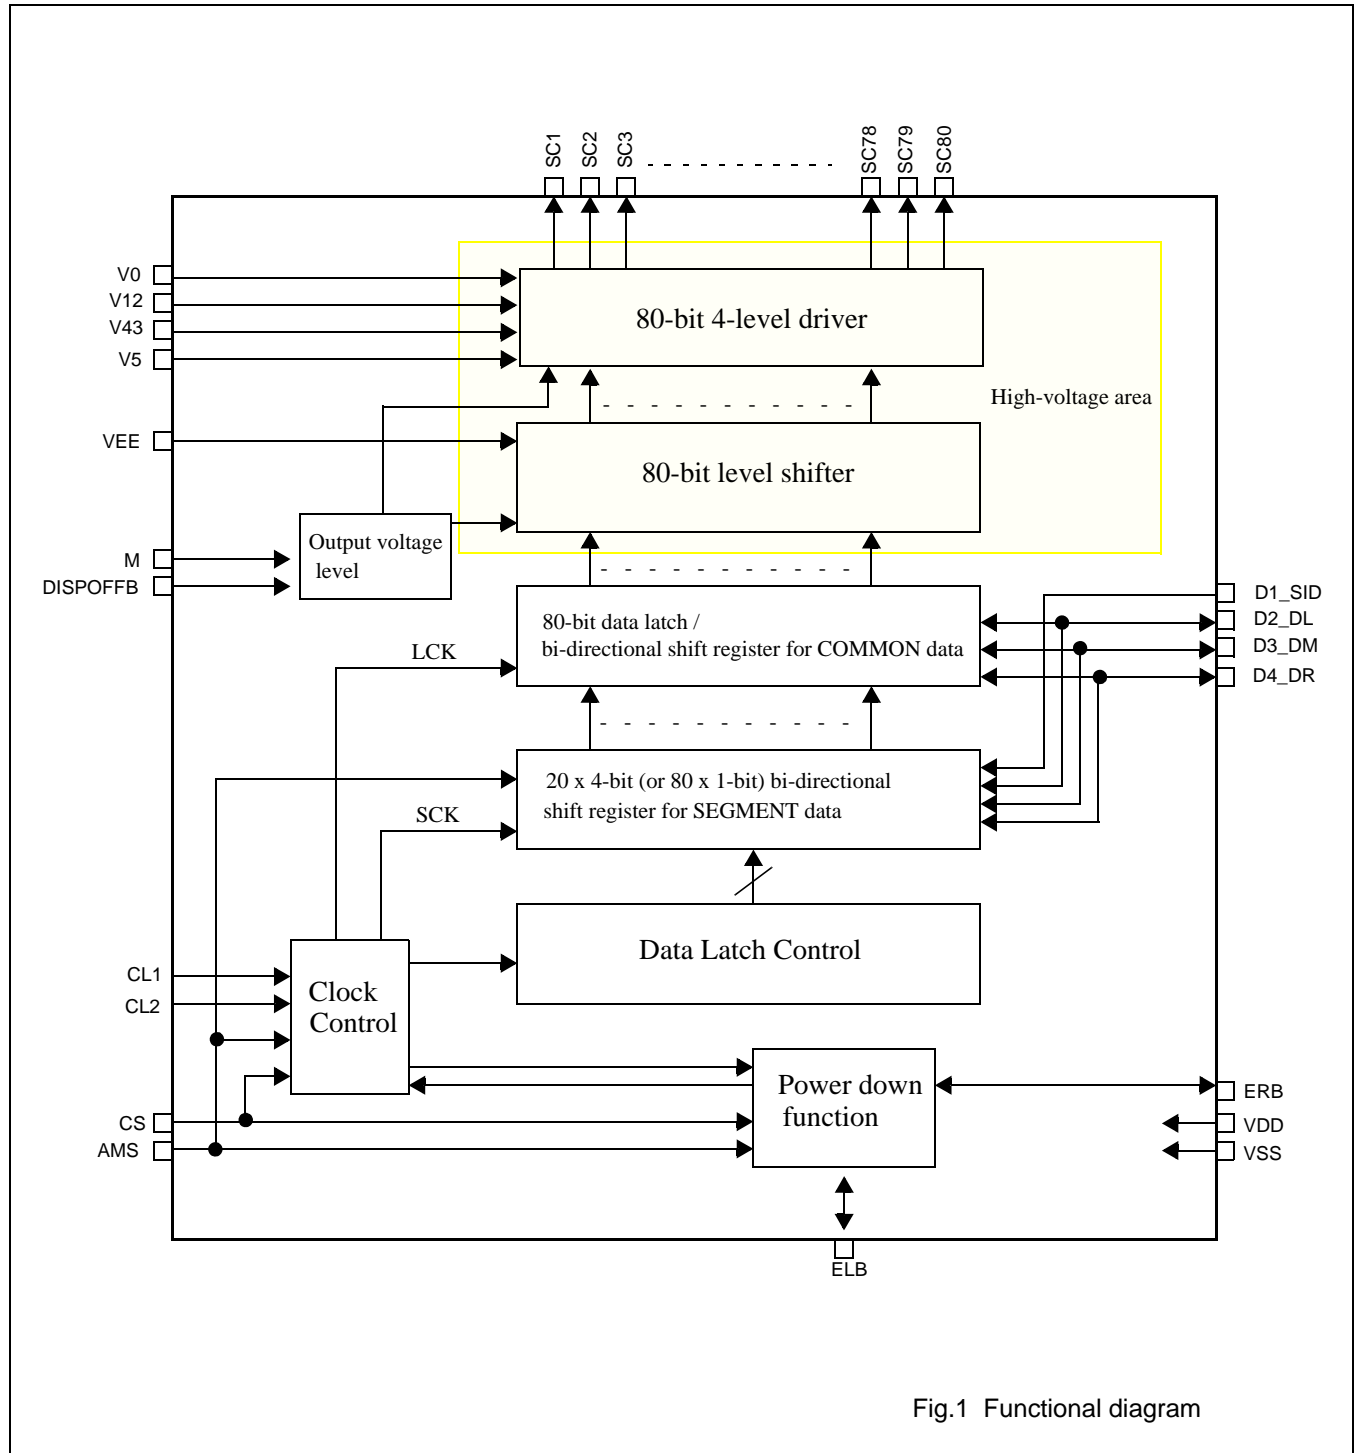 SC1
SC2
SC3
SC78
SC79
SC80
V0
V12
V43
V5
80-bit 4-level driver
High-voltage area
VEE
80-bit level shifter
Output voltage
level
M
DISPOFFB
D1_SID
D2_DL
D3_DM
D4_DR
80-bit data latch /
bi-directional shift register for COMMON data
LCK
20 x 4-bit (or 80 x 1-bit) bi-directional
shift register for SEGMENT data
SCK
Data Latch Control
CL1
CL2
Clock
Control
Power down
function
CS
AMS
ERB
VDD
VSS
ELB
Fig.1 Functional diagram